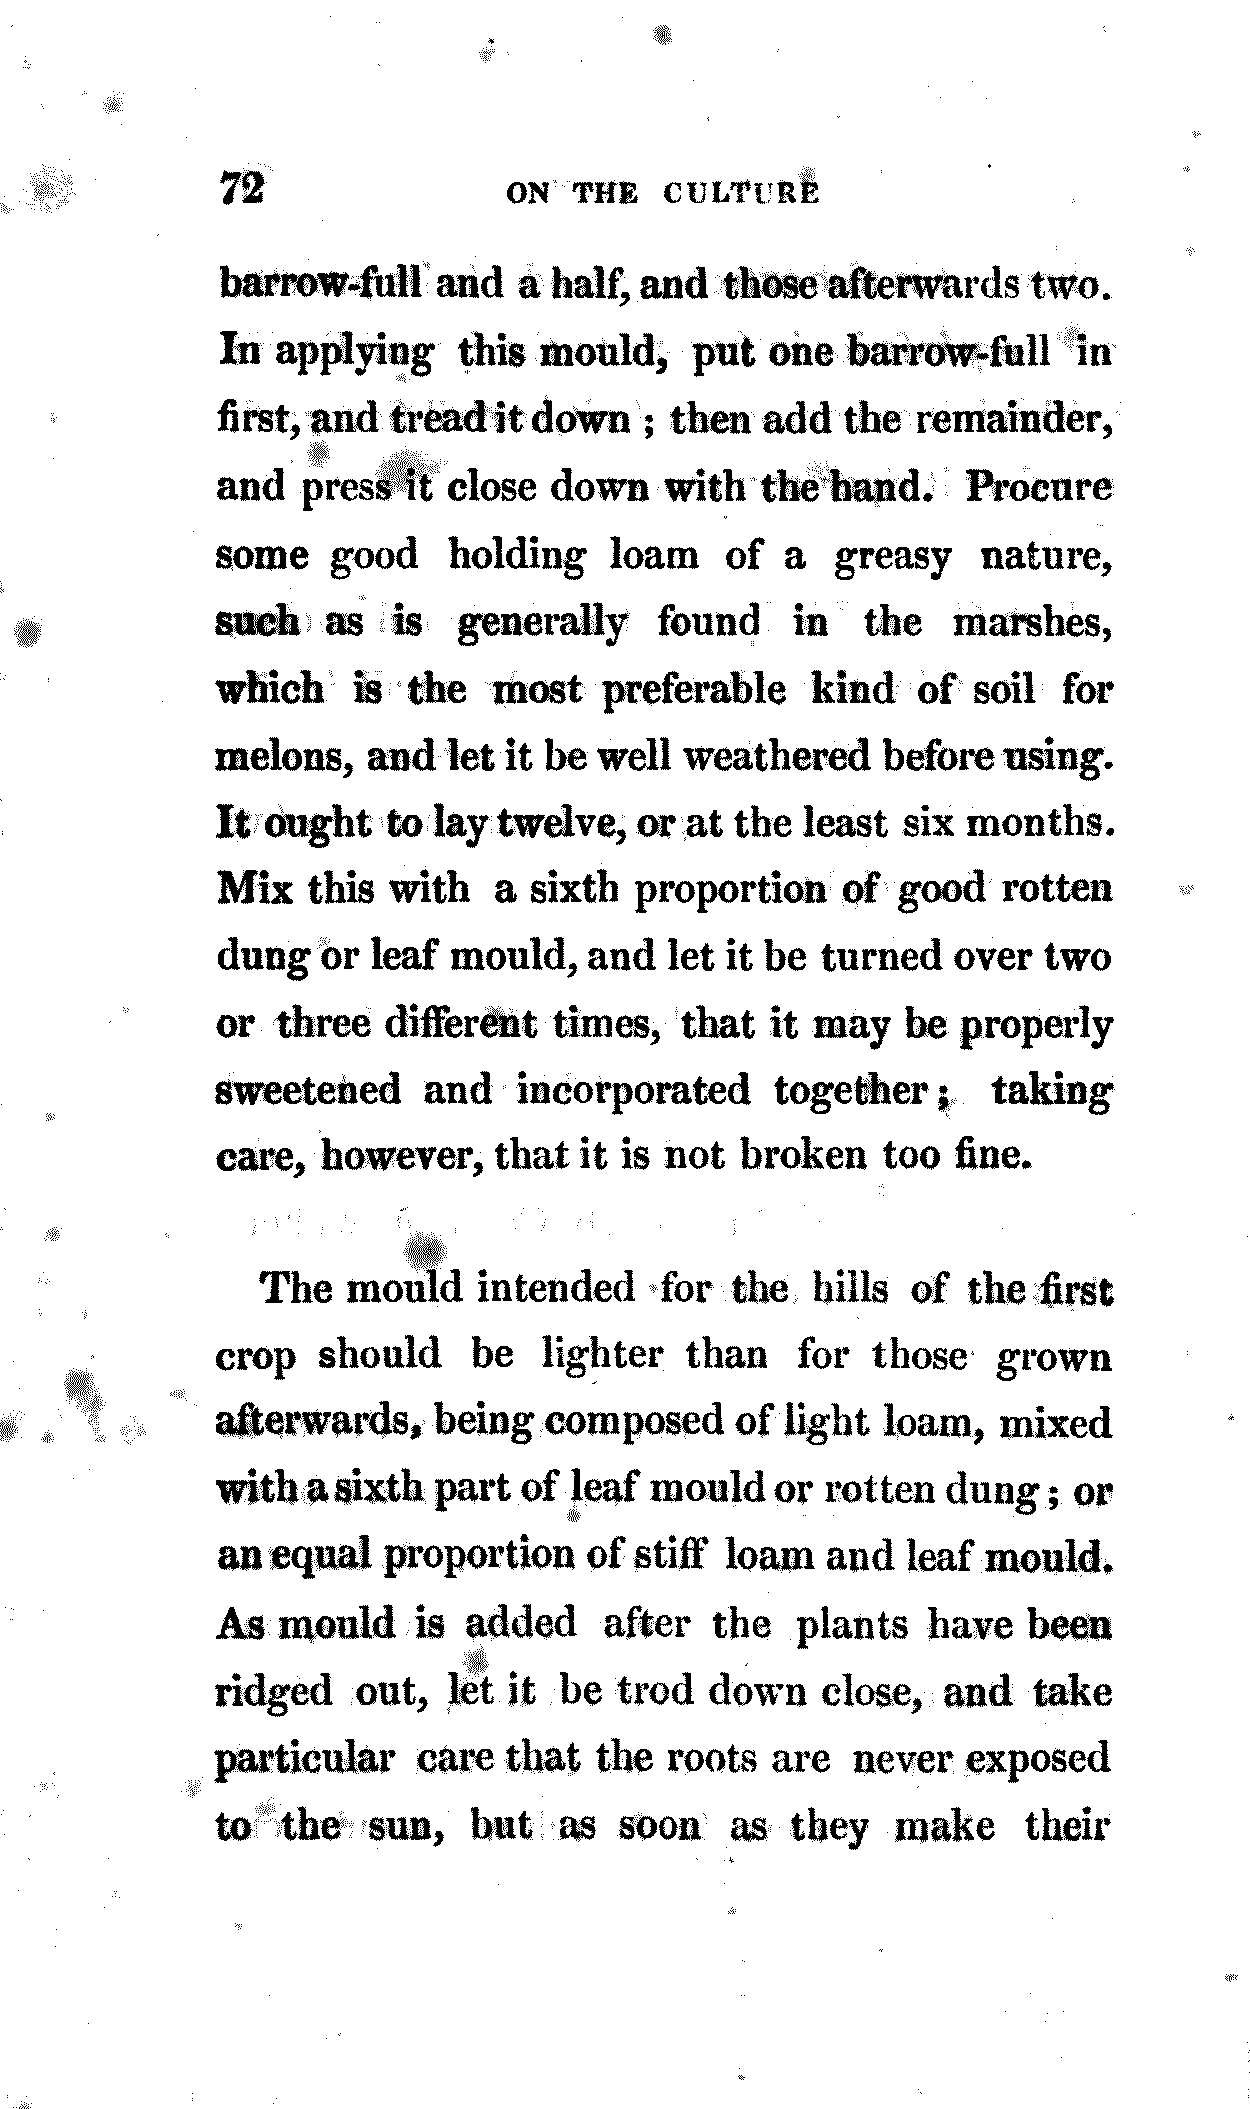 72 ON THE CULTURE
barrow-full and a half, and those afterwards two.
In applying this mould, put one barrow-full in
first, and tread it down ; then add the remainder,
and press it close down with the hand. Procure
some good holding loam of a greasy nature,
such as is generally found in the marshes,
which is the most preferable kind of soil for
melons, and let it be well weathered before using.
It ought to lay twelve, or at the least six months.
Mix this with a sixth proportion of good rotten
dung or leaf mould, and let it be turned over two
or three different times, that it may be properly
sweetened and incorporated together ; taking
care, however, that it is not broken too fine.
The mould intended for the hills of the first
crop should be lighter than for those grown
afterwards, being composed of light loam, mixed
with a sixth part of leaf mould or rotten dung ; or
an equal proportion of stiff loam and leaf mould.
As mould is added after the plants have been
ridged out, let it be trod down close, and take
particular care that the roots are never exposed
to the sun, but as soon as they make their